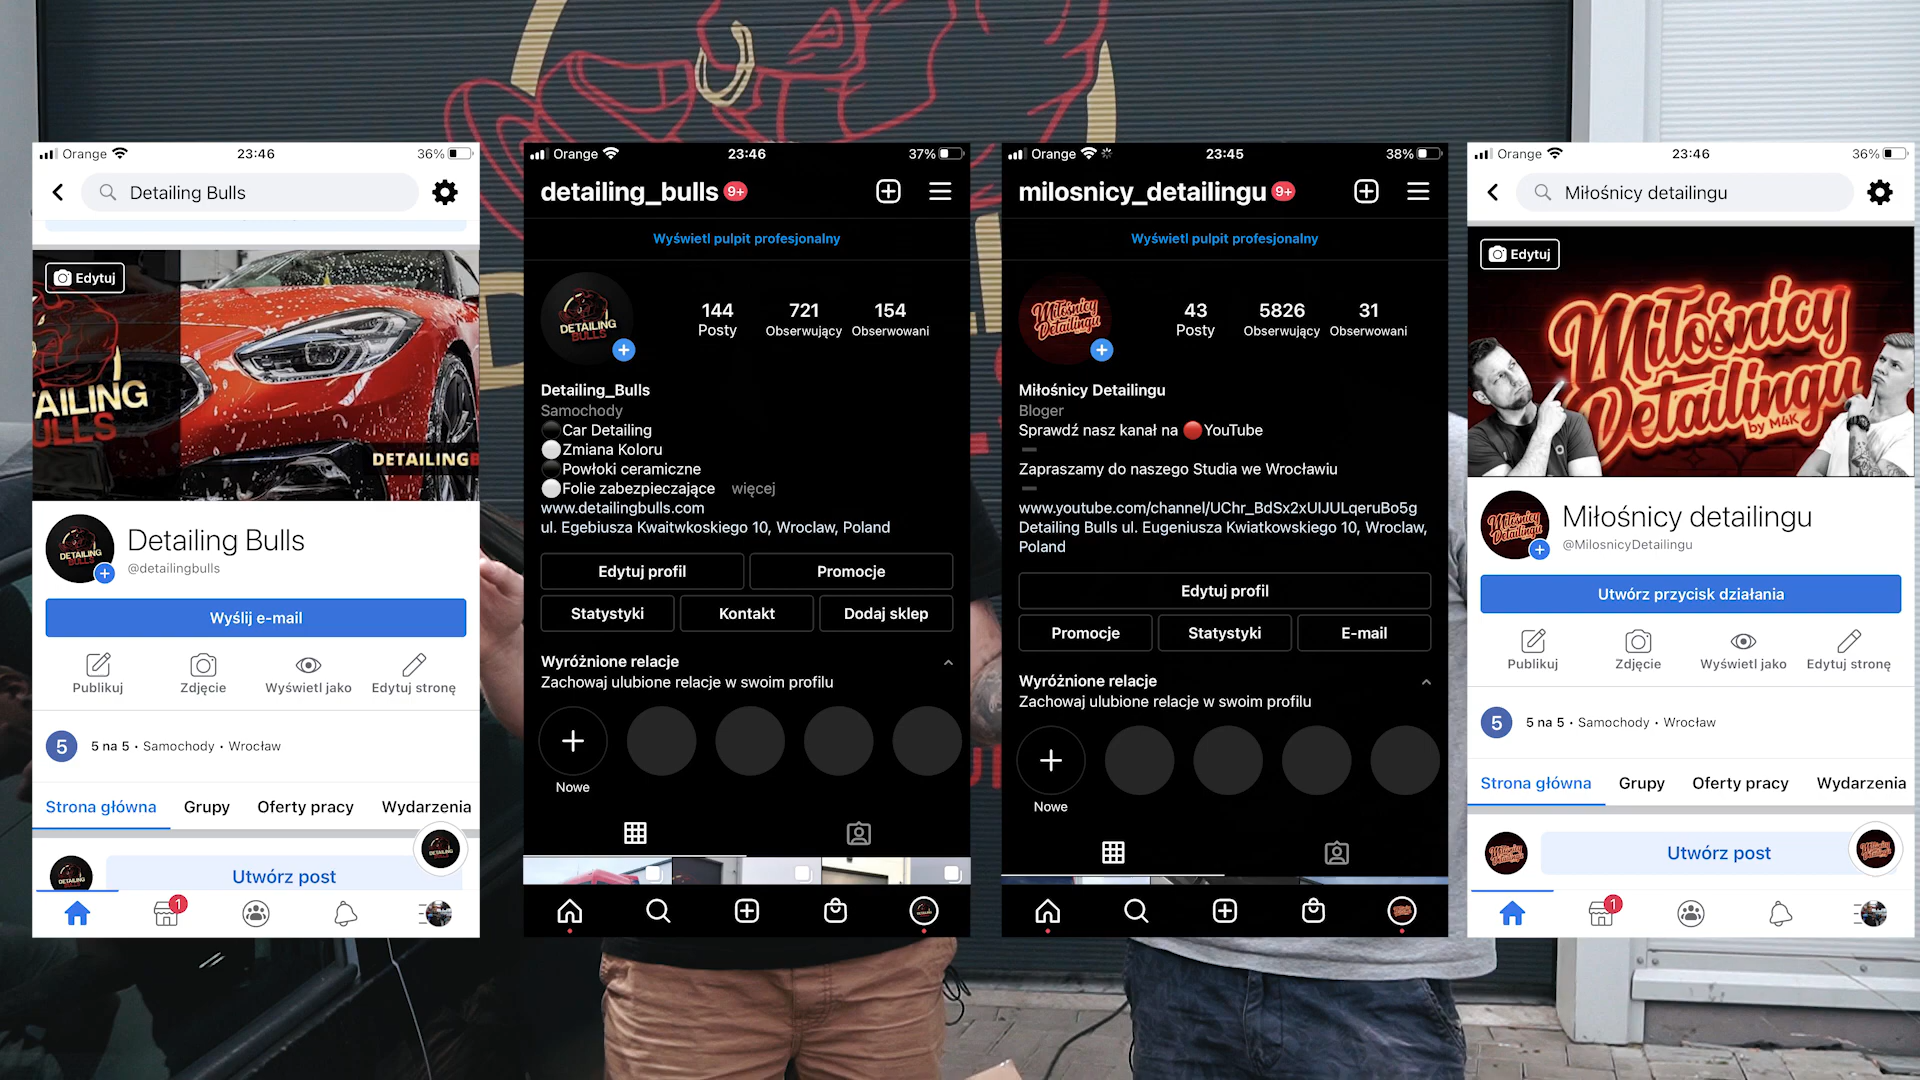 Orange
23:46
36%
Detailing Bulls
Edytuj
AILING
ULLS
DETAILING
Detailing Bulls
@detailingbulls
Wyślij e-mail
Publikuj
Zdjęcie
Wyświetl jako
Edytuj stronę
5
5 na 5 • Samochody • Wrocław
Strona główna
Grupy
Oferty pracy
Wydarzenia
Utwórz post
1
Orange
23:46
37%
detailing_bulls
9+
Wyświetl pulpit profesjonalny
DETAILING
BULLS
144
721
154
Posty
Obserwujący
Obserwowani
Detailing_Bulls
Samochody
Car Detailing
Zmiana Koloru
Powłoki ceramiczne
Folie zabezpieczające więcej
www.detailingbulls.com
ul. Egebiusza Kwaitwkoskiego 10, Wroclaw, Poland
Edytuj profil
Promocje
Statystyki
Kontakt
Dodaj sklep
Wyróżnione relacje
Zachowaj ulubione relacje w swoim profilu
Nowe
Orange
23:45
38%
milosnicy_detailingu
9+
Wyświetl pulpit profesjonalny
Miłośnicy
Detailingu
43
5826
31
Posty
Obserwujący
Obserwowani
Miłośnicy Detailingu
Bloger
Sprawdź nasz kanał na YouTube
Zapraszamy do naszego Studia we Wrocławiu
www.youtube.com/channel/UChr_BdSx2xUIJULqeruBo5g
Detailing Bulls ul. Eugeniusza Kwiatkowskiego 10, Wroclaw,
Poland
Edytuj profil
Promocje
Statystyki
E-mail
Wyróżnione relacje
Zachowaj ulubione relacje w swoim profilu
Nowe
Orange
23:46
36%
Miłośnicy detailingu
Edytuj
Miłośnicy
Detailingu
by M4K
Miłośnicy detailingu
@MilosnicyDetailingu
Utwórz przycisk działania
Publikuj
Zdjęcie
Wyświetl jako
Edytuj stronę
5
5 na 5 • Samochody • Wrocław
Strona główna
Grupy
Oferty pracy
Wydarzenia
Utwórz post
1